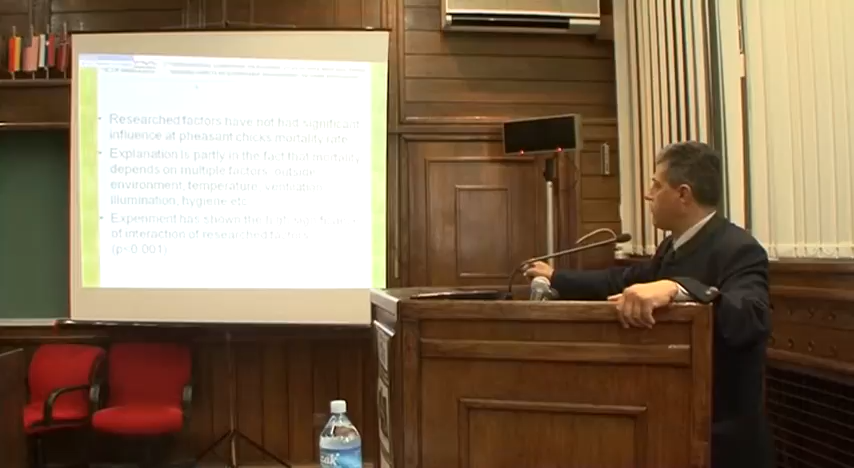 Researched factors have not had significant
influence at pheasant chicks mortality rate.
Explanation is partly in the fact that mortality
depends on multiple factors: outside
environment, temperature, ventilation,
illumination, hygiene etc.
Experiment has shown the
of interaction of researched factors